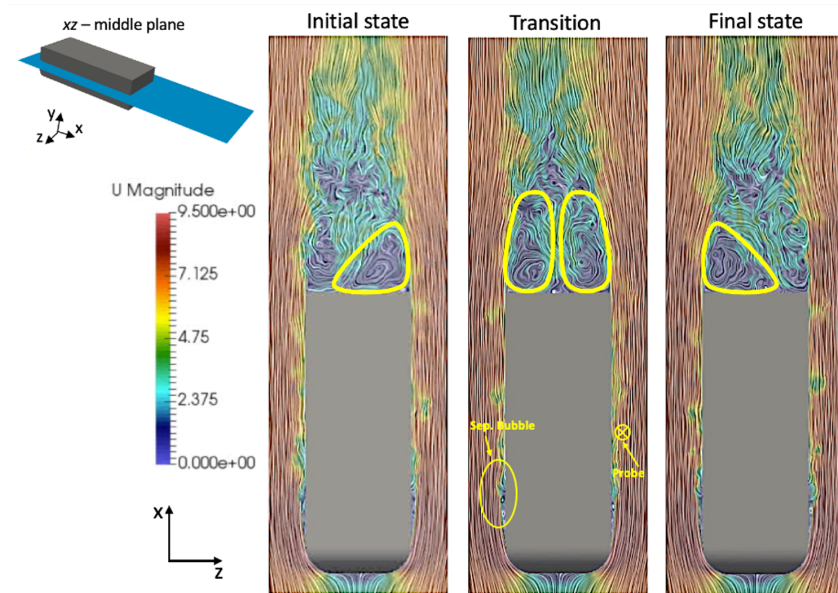 Initial state
Transition
Final state
xz – middle plane
y
z
x
U Magnitude
9.500e+00
7.125
4.75
2.375
0.000e+00
Sep. Bubble
Probe
X
Z